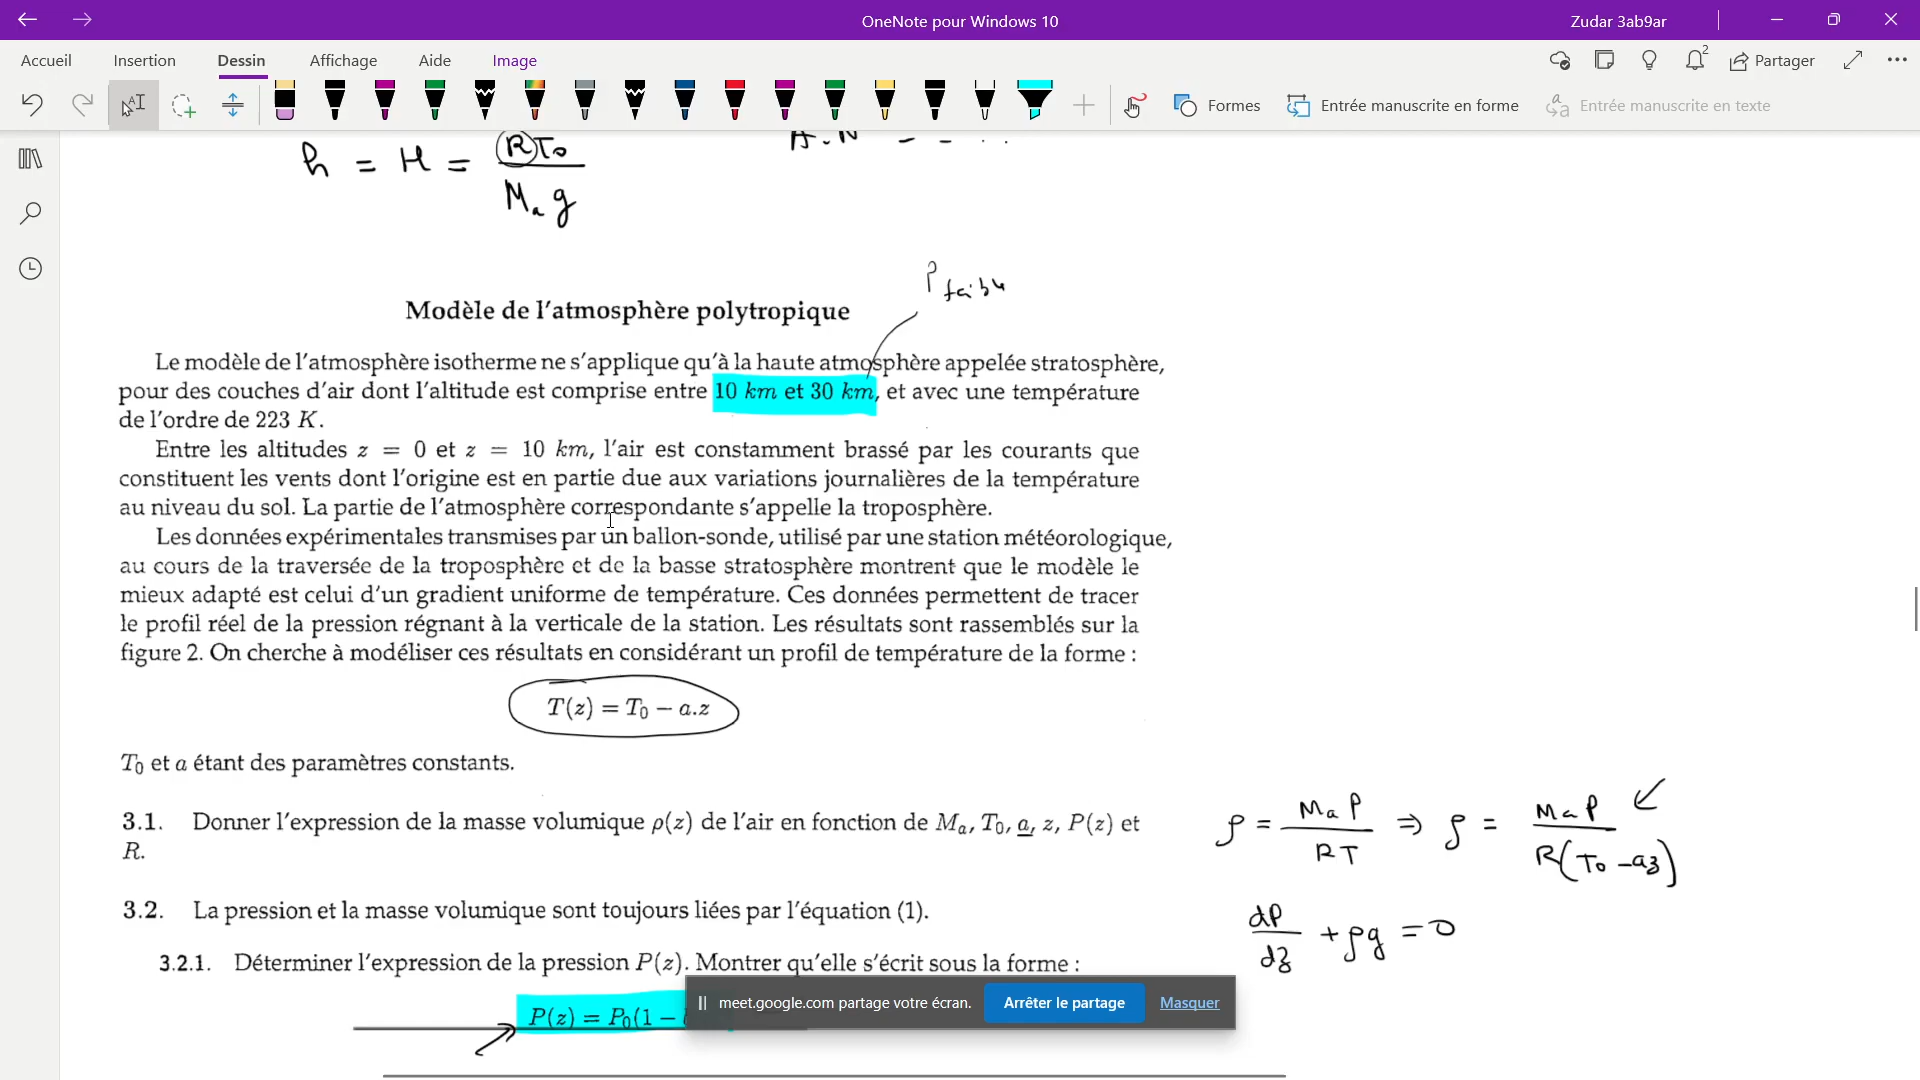 OneNote pour Windows 10
Zudar 3ab9ar
Accueil Insertion Dessin Affichage Aide Image
2 Partager
Formes Entrée manuscrite en forme Entrée manuscrite en texte
h = H = RT₀ / Mₐ g
A.N = - ...
P faible
Modèle de l'atmosphère polytropique
Le modèle de l'atmosphère isotherme ne s'applique qu'à la haute atmosphère appelée stratosphère,
pour des couches d'air dont l'altitude est comprise entre 10 km et 30 km, et avec une température
de l'ordre de 223 K.
Entre les altitudes z = 0 et z = 10 km, l'air est constamment brassé par les courants que
constituent les vents dont l'origine est en partie due aux variations journalières de la température
au niveau du sol. La partie de l'atmosphère correspondante s'appelle la troposphère.
Les données expérimentales transmises par un ballon-sonde, utilisé par une station météorologique,
au cours de la traversée de la troposphère et de la basse stratosphère montrent que le modèle le
mieux adapté est celui d'un gradient uniforme de température. Ces données permettent de tracer
le profil réel de la pression régnant à la verticale de la station. Les résultats sont rassemblés sur la
figure 2. On cherche à modéliser ces résultats en considérant un profil de température de la forme :
T(z) = T₀ − a.z
T₀ et a étant des paramètres constants.
3.1. Donner l'expression de la masse volumique ρ(z) de l'air en fonction de Mₐ, T₀, a, z, P(z) et
R.
ρ = Mₐ P / RT ⇒ ρ = Mₐ P / R(T₀ − az)
3.2. La pression et la masse volumique sont toujours liées par l'équation (1).
dP/dz + ρg = 0
3.2.1. Déterminer l'expression de la pression P(z). Montrer qu'elle s'écrit sous la forme :
P(z) = P₀(1 −
meet.google.com partage votre écran. Arrêter le partage Masquer